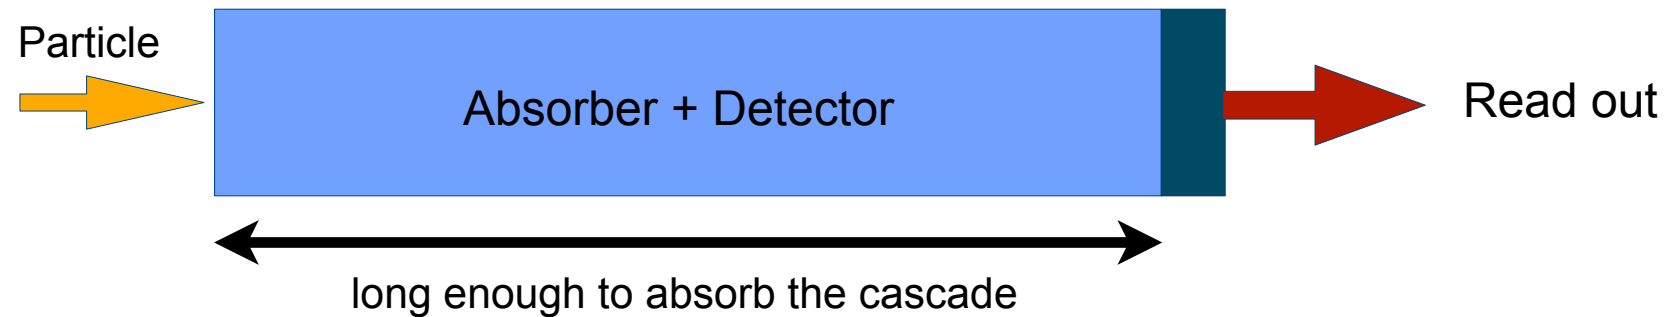 Particle
Absorber + Detector
Read out
long enough to absorb the cascade